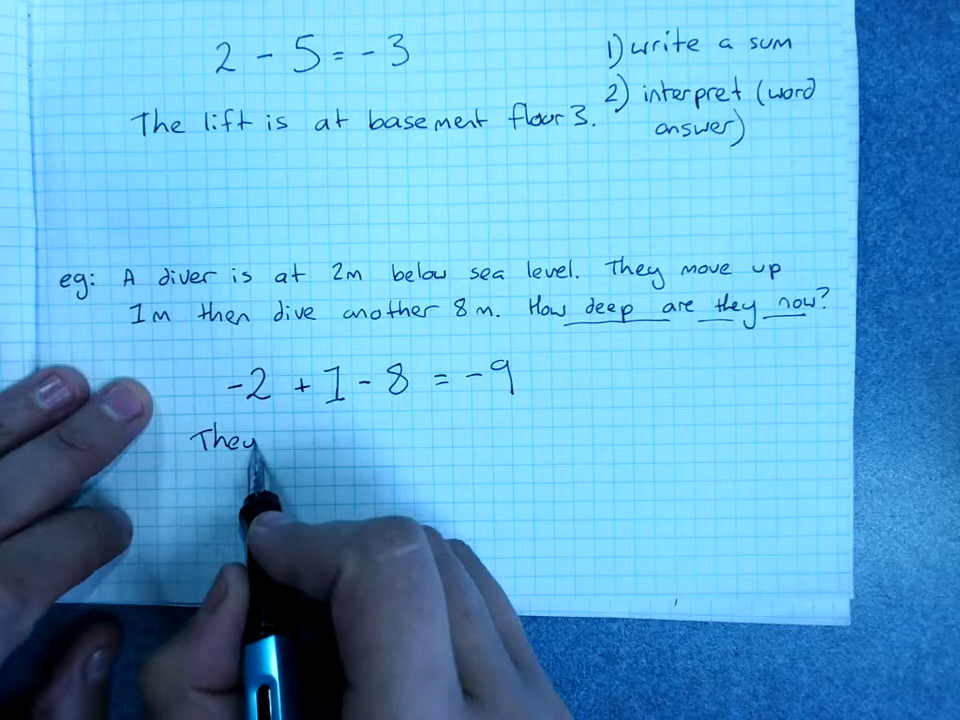 2 - 5 = -3
The lift is at basement floor 3.
1) write a sum
2) interpret (word
answer)
eg: A diver is at 2m below sea level. They move up
1m then dive another 8m. How deep are they now?
-2 + 1 - 8 = -9
They